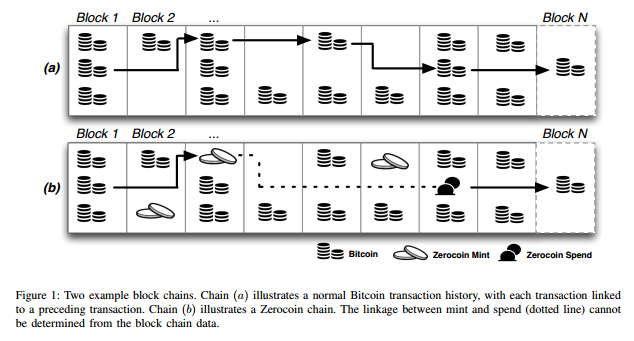 Block 1 Block 2 ... Block N
(a)
Block 1 Block 2 ... Block N
(b)
Bitcoin Zerocoin Mint Zerocoin Spend
Figure 1: Two example block chains. Chain (a) illustrates a normal Bitcoin transaction history, with each transaction linked
to a preceding transaction. Chain (b) illustrates a Zerocoin chain. The linkage between mint and spend (dotted line) cannot
be determined from the block chain data.